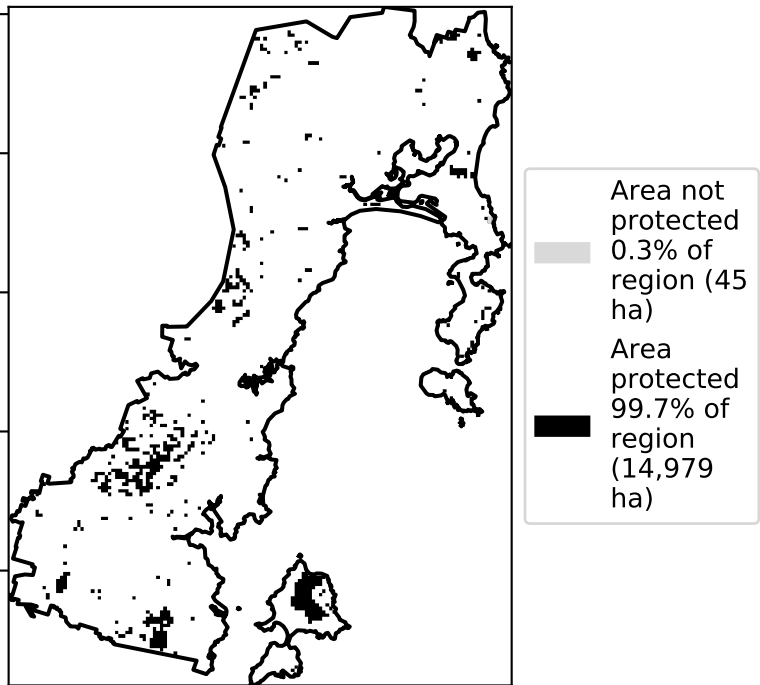 Area not
protected
0.3% of
region (45
ha)
Area
protected
99.7% of
region
(14,979
ha)